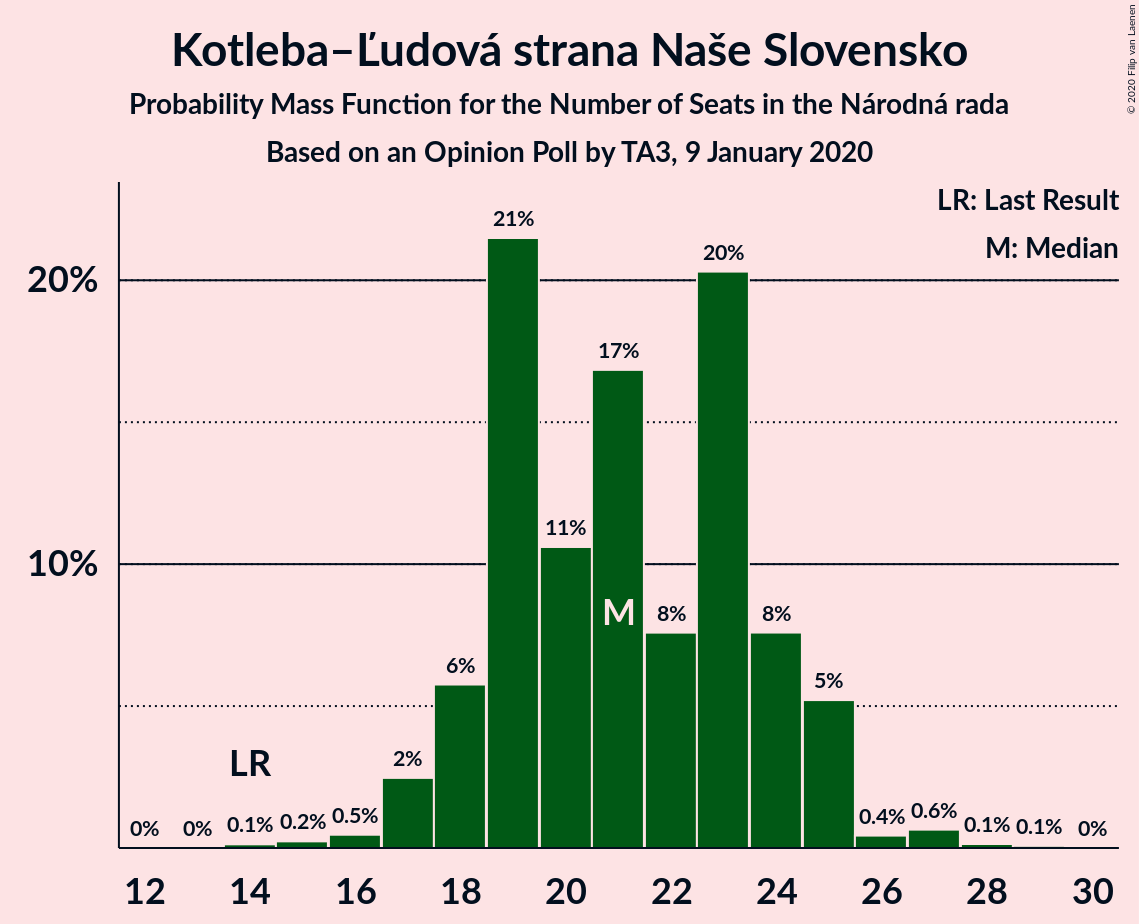 Kotleba–Ľudová strana Naše Slovensko
Probability Mass Function for the Number of Seats in the Národná rada
Based on an Opinion Poll by TA3, 9 January 2020
© 2020 Filip van Laenen
LR: Last Result
M: Median
20%
10%
0% 0% 0.1% 0.2% 0.5% 2% 6% 21% 11% 17% 8% 20% 8% 5% 0.4% 0.6% 0.1% 0.1% 0%
LR
M
12 14 16 18 20 22 24 26 28 30